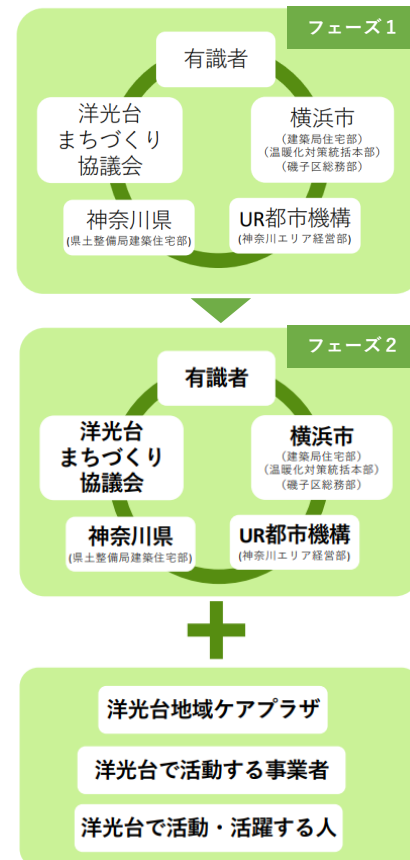 フェーズ1
有識者
洋光台
まちづくり
協議会
横浜市
(建築局住宅部)
(温暖化対策統括本部)
(磯子区総務部)
神奈川県
(県土整備局建築住宅部)
UR都市機構
(神奈川エリア経営部)
フェーズ2
有識者
洋光台
まちづくり
協議会
横浜市
(建築局住宅部)
(温暖化対策統括本部)
(磯子区総務部)
神奈川県
(県土整備局建築住宅部)
UR都市機構
(神奈川エリア経営部)
洋光台地域ケアプラザ
洋光台で活動する事業者
洋光台で活動・活躍する人